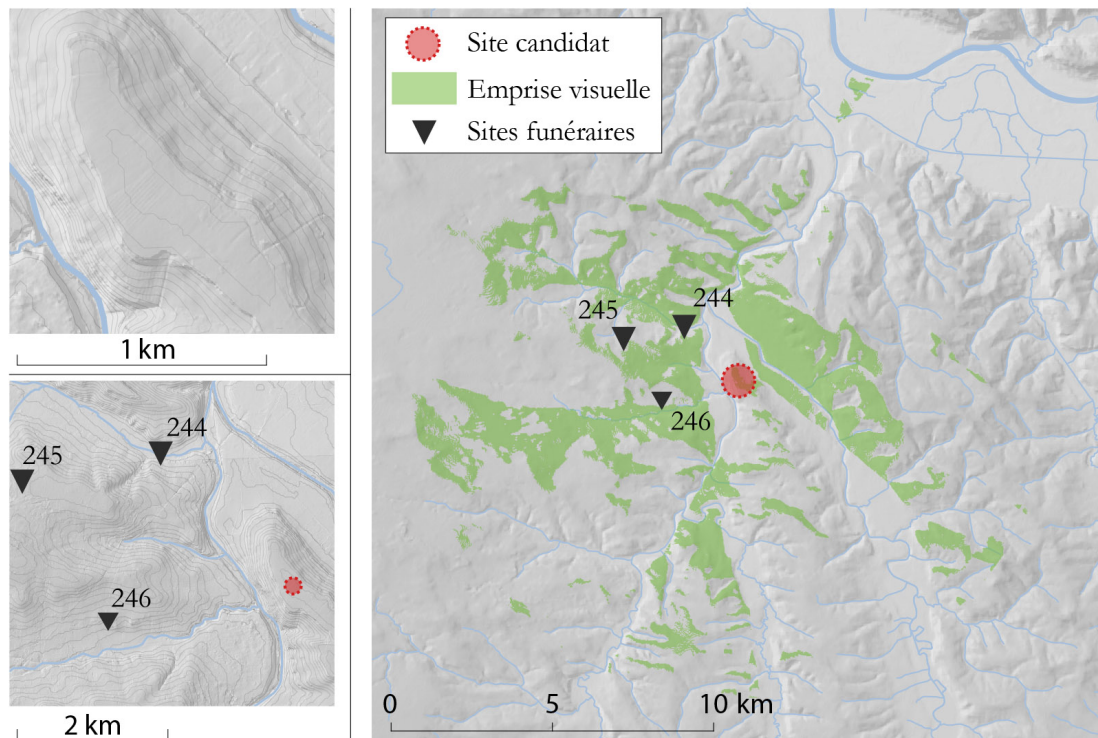 1 km
244
245
246
2 km
Site candidat
Emprise visuelle
Sites funéraires
245
244
246
0
5
10 km